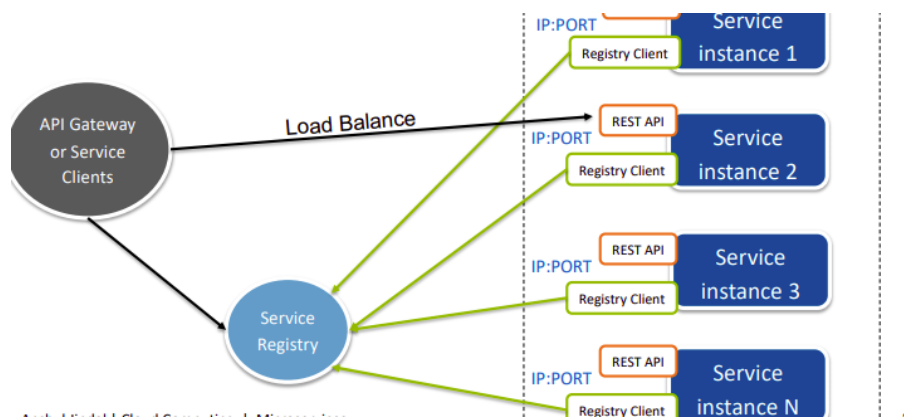 IP:PORT
Service
instance 1
Registry Client
API Gateway
or Service
Clients
Load Balance
REST API
IP:PORT
Service
instance 2
Registry Client
REST API
IP:PORT
Service
instance 3
Registry Client
Service
Registry
REST API
IP:PORT
Service
instance N
Registry Client